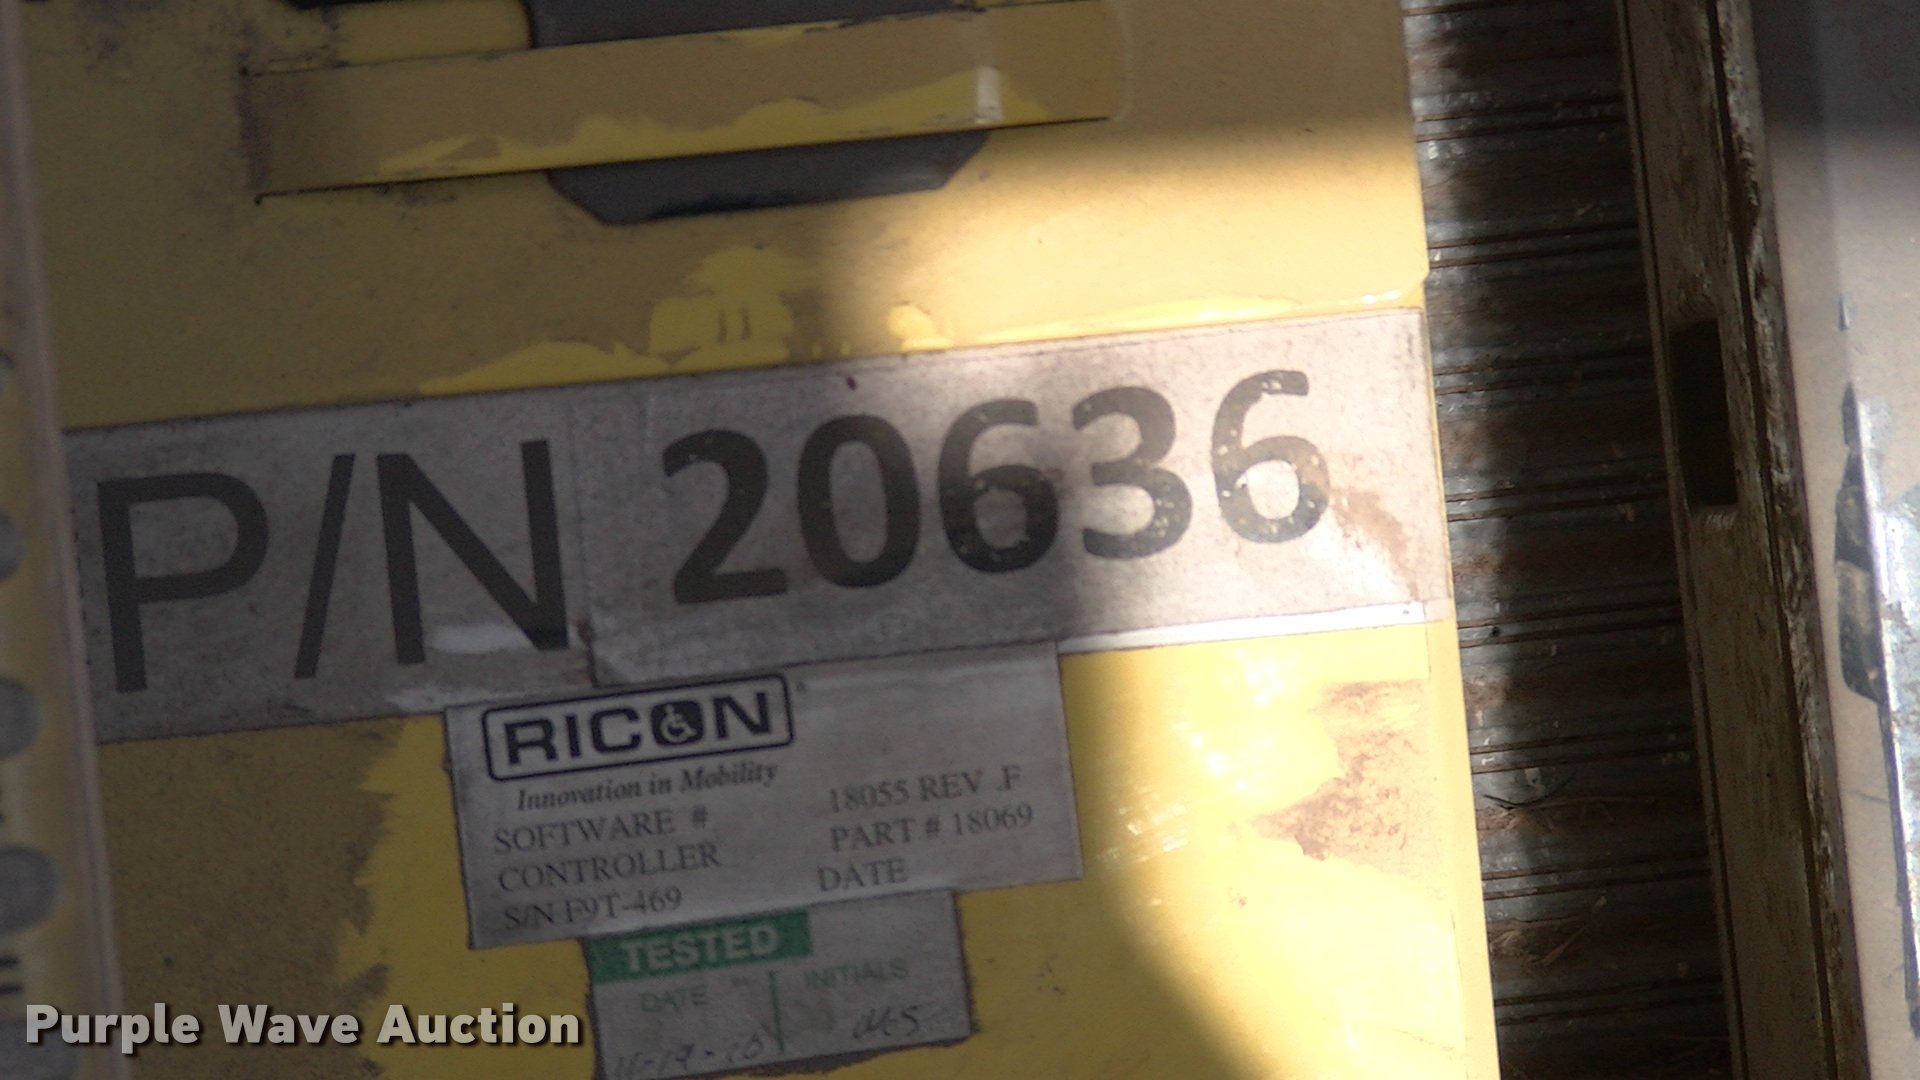 P/N 20636
RICON
Innovation in Mobility
SOFTWARE # 18055 REV .F
CONTROLLER PART # 18069
S/N F9T-469 DATE
TESTED
DATE INITIALS
Purple Wave Auction